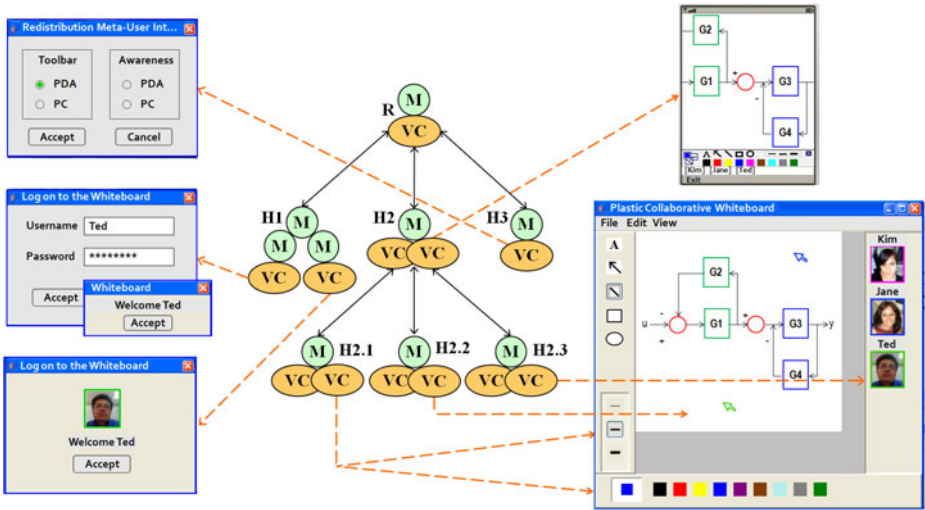 Redistribution Meta-User Int...
Toolbar
Awareness
PDA
PDA
PC
PC
Accept
Cancel
Log on to the Whiteboard
Username
Ted
Password
********
Accept
Whiteboard
Welcome Ted
Accept
Log on to the Whiteboard
Welcome Ted
Accept
R
M
VC
H1
M
M
M
VC
VC
H2
M
VC
VC
H3
M
VC
M
H2.1
VC
VC
M
H2.2
VC
VC
M
H2.3
VC
VC
G2
G1
+
-
G3
G4
A
[Kim]
[Jane]
[Ted]
Exit
Plastic Collaborative Whiteboard
File Edit View
A
G2
-
u
+
G1
+
-
G3
y
G4
Kim
Jane
Ted